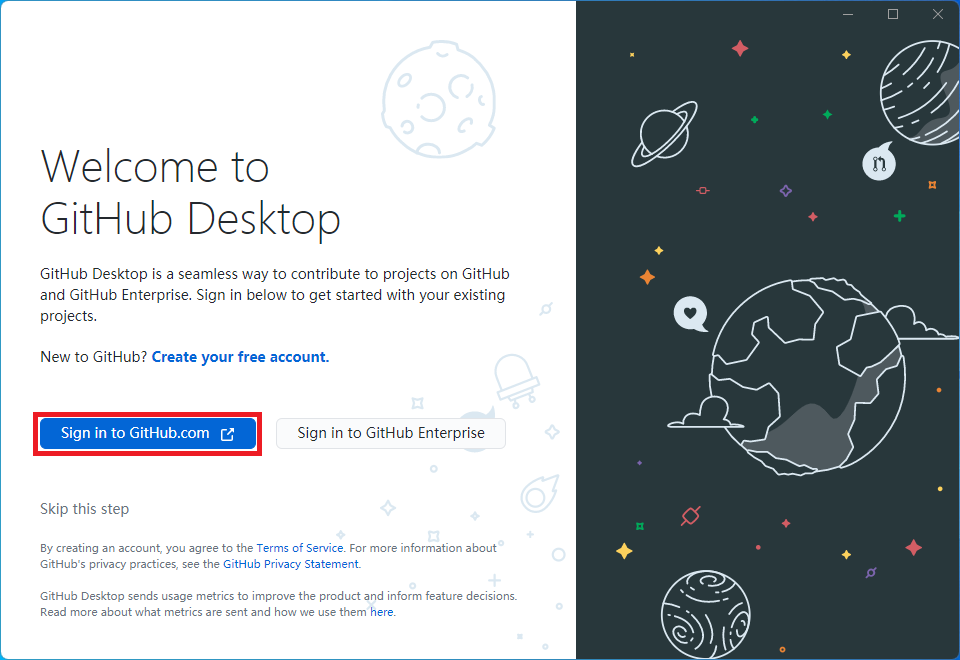 Welcome to
GitHub Desktop
GitHub Desktop is a seamless way to contribute to projects on GitHub
and GitHub Enterprise. Sign in below to get started with your existing
projects.
New to GitHub? Create your free account.
Sign in to GitHub.com
Sign in to GitHub Enterprise
Skip this step
By creating an account, you agree to the Terms of Service. For more information about
GitHub's privacy practices, see the GitHub Privacy Statement.
GitHub Desktop sends usage metrics to improve the product and inform feature decisions.
Read more about what metrics are sent and how we use them here.